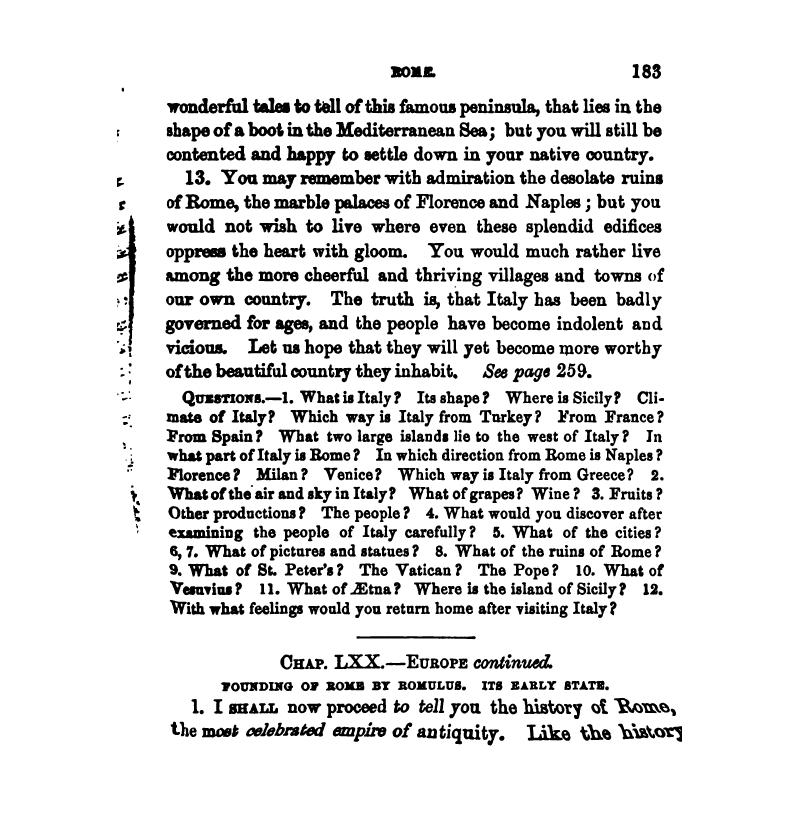 ROME. 183
wonderful tales to tell of this famous peninsula, that lies in the
shape of a boot in the Mediterranean Sea; but you will still be
contented and happy to settle down in your native country.
13. You may remember with admiration the desolate ruins
of Rome, the marble palaces of Florence and Naples; but you
would not wish to live where even these splendid edifices
oppress the heart with gloom. You would much rather live
among the more cheerful and thriving villages and towns of
our own country. The truth is, that Italy has been badly
governed for ages, and the people have become indolent and
vicious. Let us hope that they will yet become more worthy
of the beautiful country they inhabit. See page 259.
QUESTIONS.—1. What is Italy? Its shape? Where is Sicily? Cli-
mate of Italy? Which way is Italy from Turkey? From France?
From Spain? What two large islands lie to the west of Italy? In
what part of Italy is Rome? In which direction from Rome is Naples?
Florence? Milan? Venice? Which way is Italy from Greece? 2.
What of the air and sky in Italy? What of grapes? Wine? 3. Fruits?
Other productions? The people? 4. What would you discover after
examining the people of Italy carefully? 5. What of the cities?
6, 7. What of pictures and statues? 8. What of the ruins of Rome?
9. What of St. Peter's? The Vatican? The Pope? 10. What of
Vesuvius? 11. What of Ætna? Where is the island of Sicily? 12.
With what feelings would you return home after visiting Italy?
CHAP. LXX.—EUROPE continued.
FOUNDING OF ROME BY ROMULUS. ITS EARLY STATE.
1. I SHALL now proceed to tell you the history of Rome,
the most celebrated empire of antiquity. Like the history